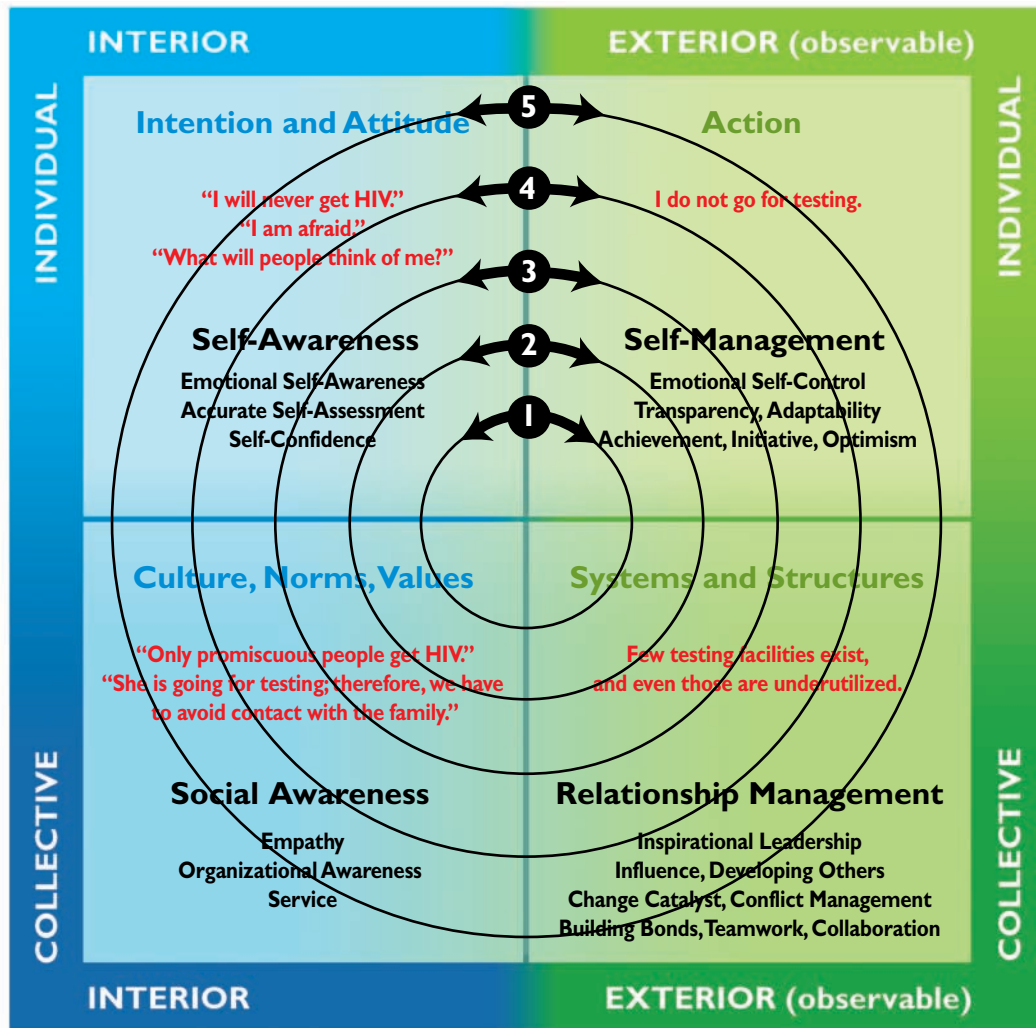 INTERIOR
EXTERIOR (observable)
INDIVIDUAL
INDIVIDUAL
5
Intention and Attitude
Action
4
“I will never get HIV.”
“I am afraid.”
“What will people think of me?”
I do not go for testing.
3
2
Self-Awareness
Emotional Self-Awareness
Accurate Self-Assessment
Self-Confidence
Self-Management
Emotional Self-Control
Transparency, Adaptability
Achievement, Initiative, Optimism
1
Culture, Norms, Values
Systems and Structures
“Only promiscuous people get HIV.”
“She is going for testing; therefore, we have
to avoid contact with the family.”
Few testing facilities exist,
and even those are underutilized.
COLLECTIVE
COLLECTIVE
Social Awareness
Empathy
Organizational Awareness
Service
Relationship Management
Inspirational Leadership
Influence, Developing Others
Change Catalyst, Conflict Management
Building Bonds, Teamwork, Collaboration
INTERIOR
EXTERIOR (observable)